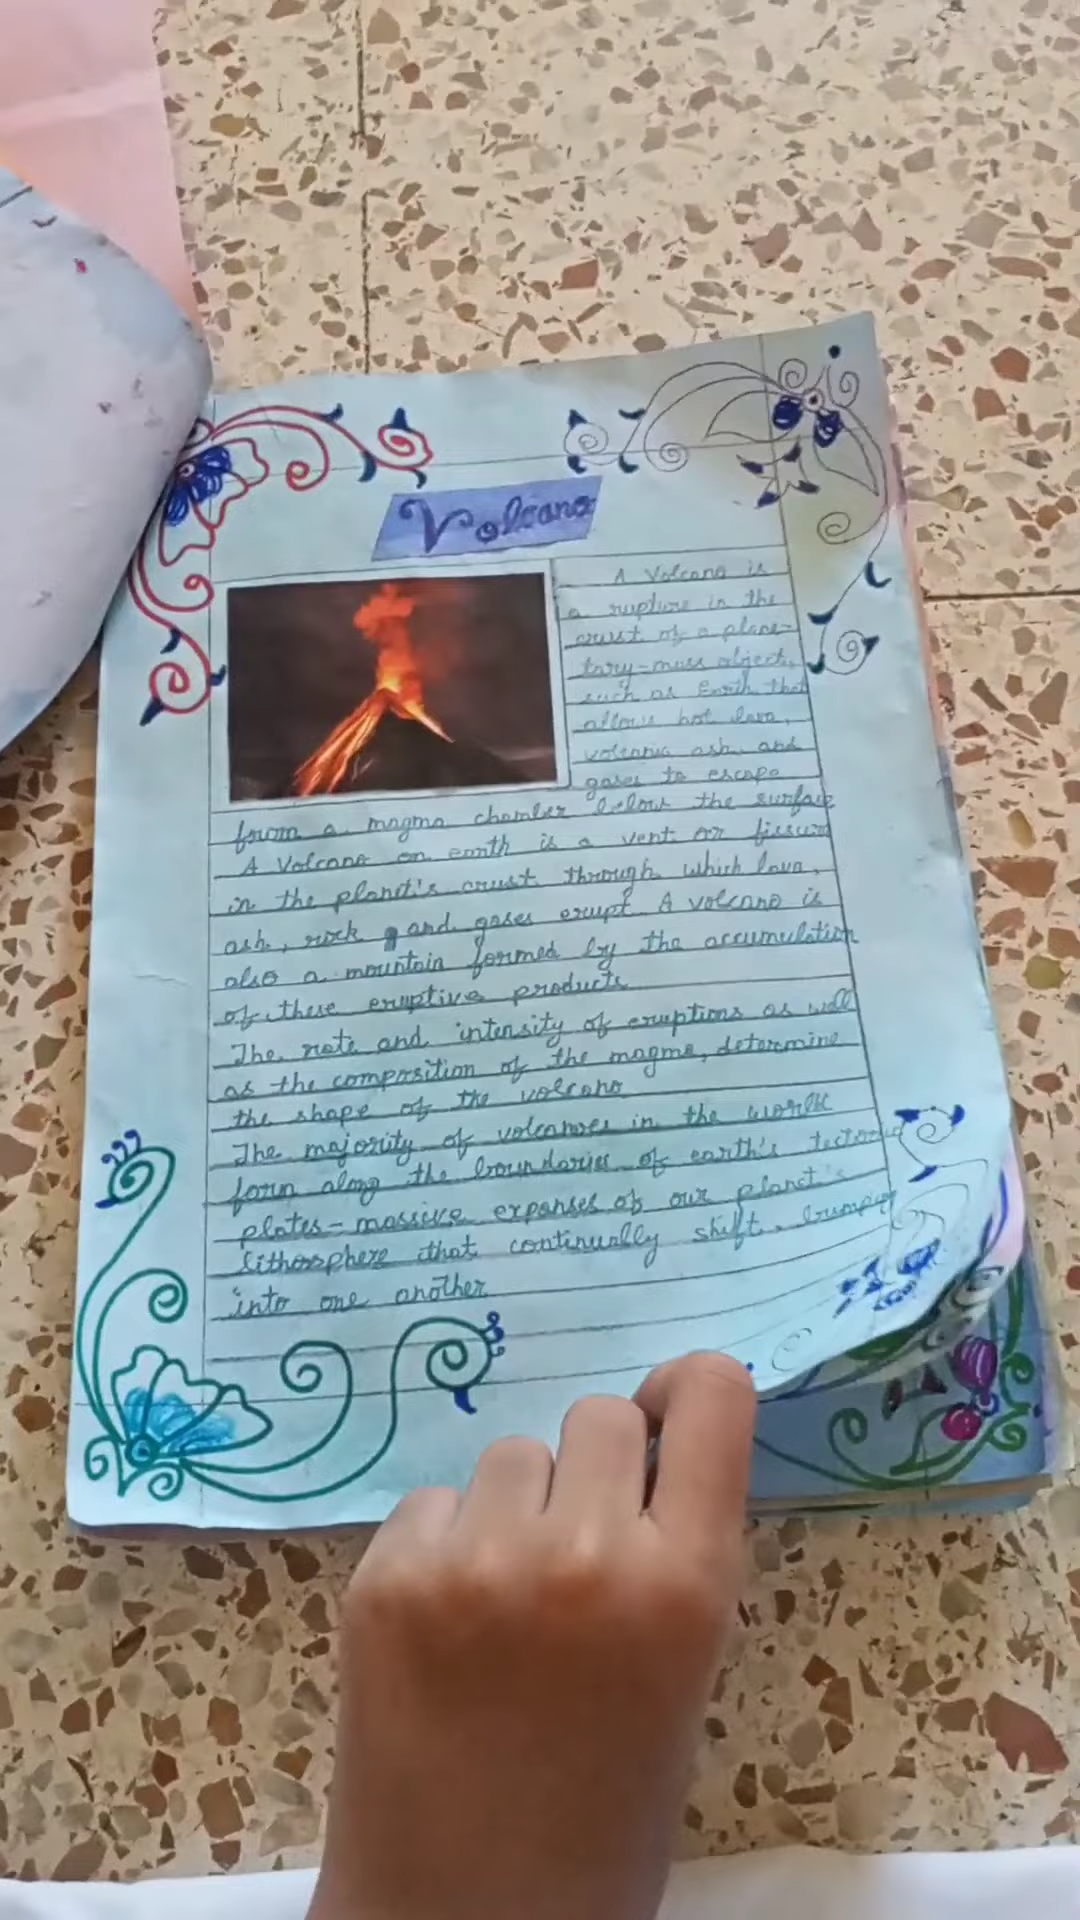 Volcano
A Volcano is
a rupture in the
crust of a plane-
tary-mass object,
such as Earth that
allows hot lava,
volcanic ash and
gases to escape
from a magma chamber below the surface
A Volcano on earth is a vent or fissure
in the planet's crust through which lava,
ash, rock, and gases erupt. A volcano is
also a mountain formed by the accumulation
of these eruptive products
The rate and intensity of eruptions as well
as the composition of the magma, determine
the shape of the volcano
The majority of volcanoes in the world
form along the boundaries of earth's tectonic
plates - massive expanses of our planet's
lithosphere that continually shift, bumping
into one another